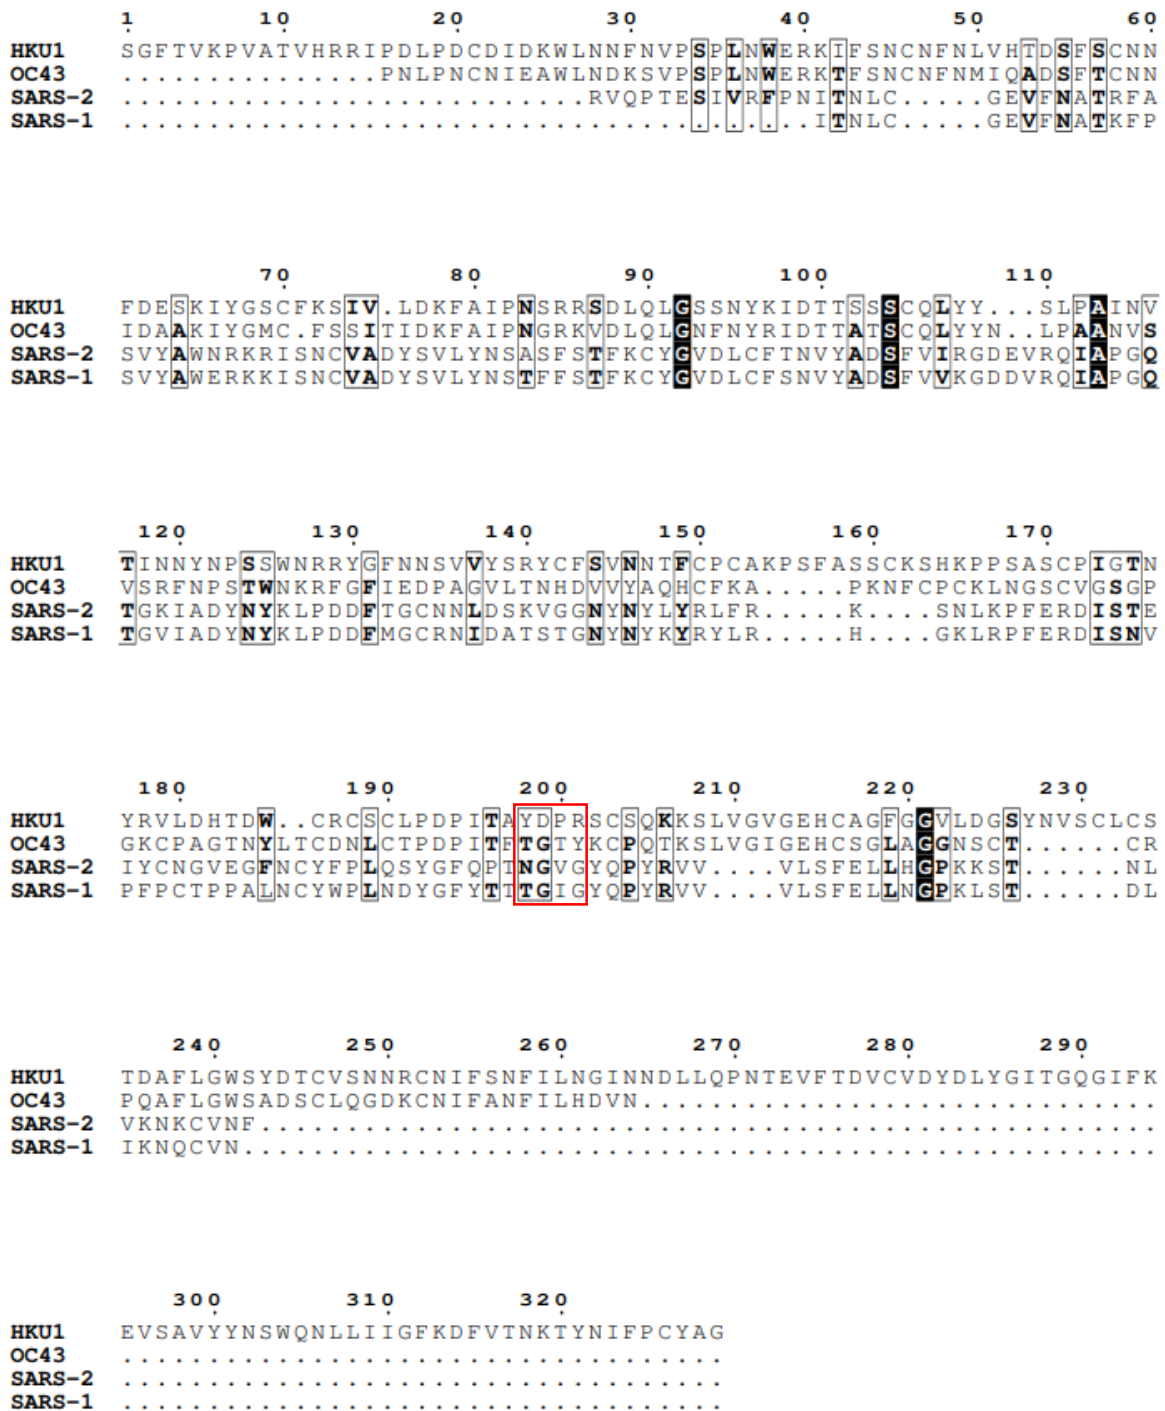 1 10 20 30 40 50 60
HKU1 SGFTVKPVATVHRRIPDLPDCDIDKWLNNFNVPSPLNWERKIFSNCNFNLVHTDSFSCNN
OC43 ...............PNLPNCNIEAWLNDKSVPSPLNWERKTFSNCNFNMIQADSFTCNN
SARS-2 ...........................RVQPTESIVRFPNITNLC.....GEVFNATRFA
SARS-1 ........................................ITNLC.....GEVFNATKFP
70 80 90 100 110
HKU1 FDESKIYGSCFKSIV.LDKFAIPNSRRSDLQLGSSNYKIDTTSSSCQLYY...SLPAINV
OC43 IDAAKIYGMC.FSSITIDKFAIPNGRKVDLQLGNFNYRIDTTATSCQLYYN..LPAANVS
SARS-2 SVYAWNRKRISNCVADYSVLYNSASFSTFKCYGVDLCFTNVYADSFVIRGDEVRQIAPGQ
SARS-1 SVYAWERKKISNCVADYSVLYNSTFFSTFKCYGVDLCFSNVYADSFVVKGDDVRQIAPGQ
120 130 140 150 160 170
HKU1 TINNYNPSSWNRRYGFNNSVVYSRYCFSVNNTFCPCAKPSFASSCKSHKPPSASCPIGTN
OC43 VSRFNPSTWNKRFGFIEDPAGVLTNHDVVYAQHCFKA.....PKNFCPCKLNGSCVGSGP
SARS-2 TGKIADYNYKLPDDFTGCNNLDSKVGGNYNYLYRLFR.....K....SNLKPFERDISTE
SARS-1 TGVIADYNYKLPDDFMGCRNIDATSTGNYNYKYRYLR.....H....GKLRPFERDISNV
180 190 200 210 220 230
HKU1 YRVLDHTDW..CRCSCLPDPITAYDPRSCSQKKSLVGVGEHCAGFGGVLDGSYNVSCLCS
OC43 GKCPAGTNYLTCDNLCTPDPITFTGTYKCPQTKSLVGIGEHCSGLAGGNSCT......CR
SARS-2 IYCNGVEGFNCYFPLQSYGFQPTNGVGYQPYRVV....VLSFELLHGPKKST......NL
SARS-1 PFPCTPPALNCYWPLNDYGFYTTTGIGYQPYRVV....VLSFELLNGPKLST......DL
240 250 260 270 280 290
HKU1 TDAFLGWSYDTCVSNNRCNIFSNFILNGINNDLLQPNTEVFTDVCVDYDLYGITGQGIFK
OC43 PQAFLGWSADSCLQGDKCNIFANFILHDVN..............................
SARS-2 VKNKCVNF....................................................
SARS-1 IKNQCVN.....................................................
300 310 320
HKU1 EVSAVYYNSWQNLLIIGFKDFVTNKTYNIFPCYAG
OC43 ...................................
SARS-2 ...................................
SARS-1 ...................................